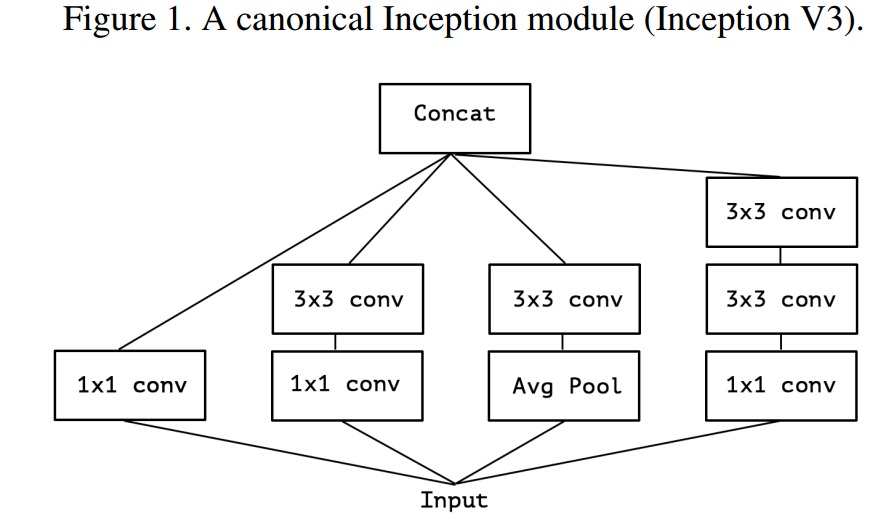 Figure 1. A canonical Inception module (Inception V3).
Concat
3x3 conv
3x3 conv
3x3 conv
3x3 conv
1x1 conv
1x1 conv
Avg Pool
1x1 conv
Input